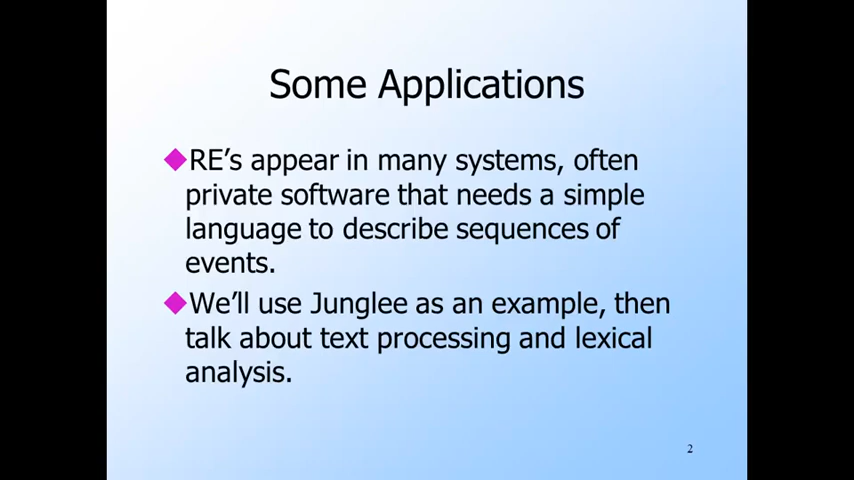 Some Applications
RE’s appear in many systems, often
private software that needs a simple
language to describe sequences of
events.
We’ll use Junglee as an example, then
talk about text processing and lexical
analysis.
2